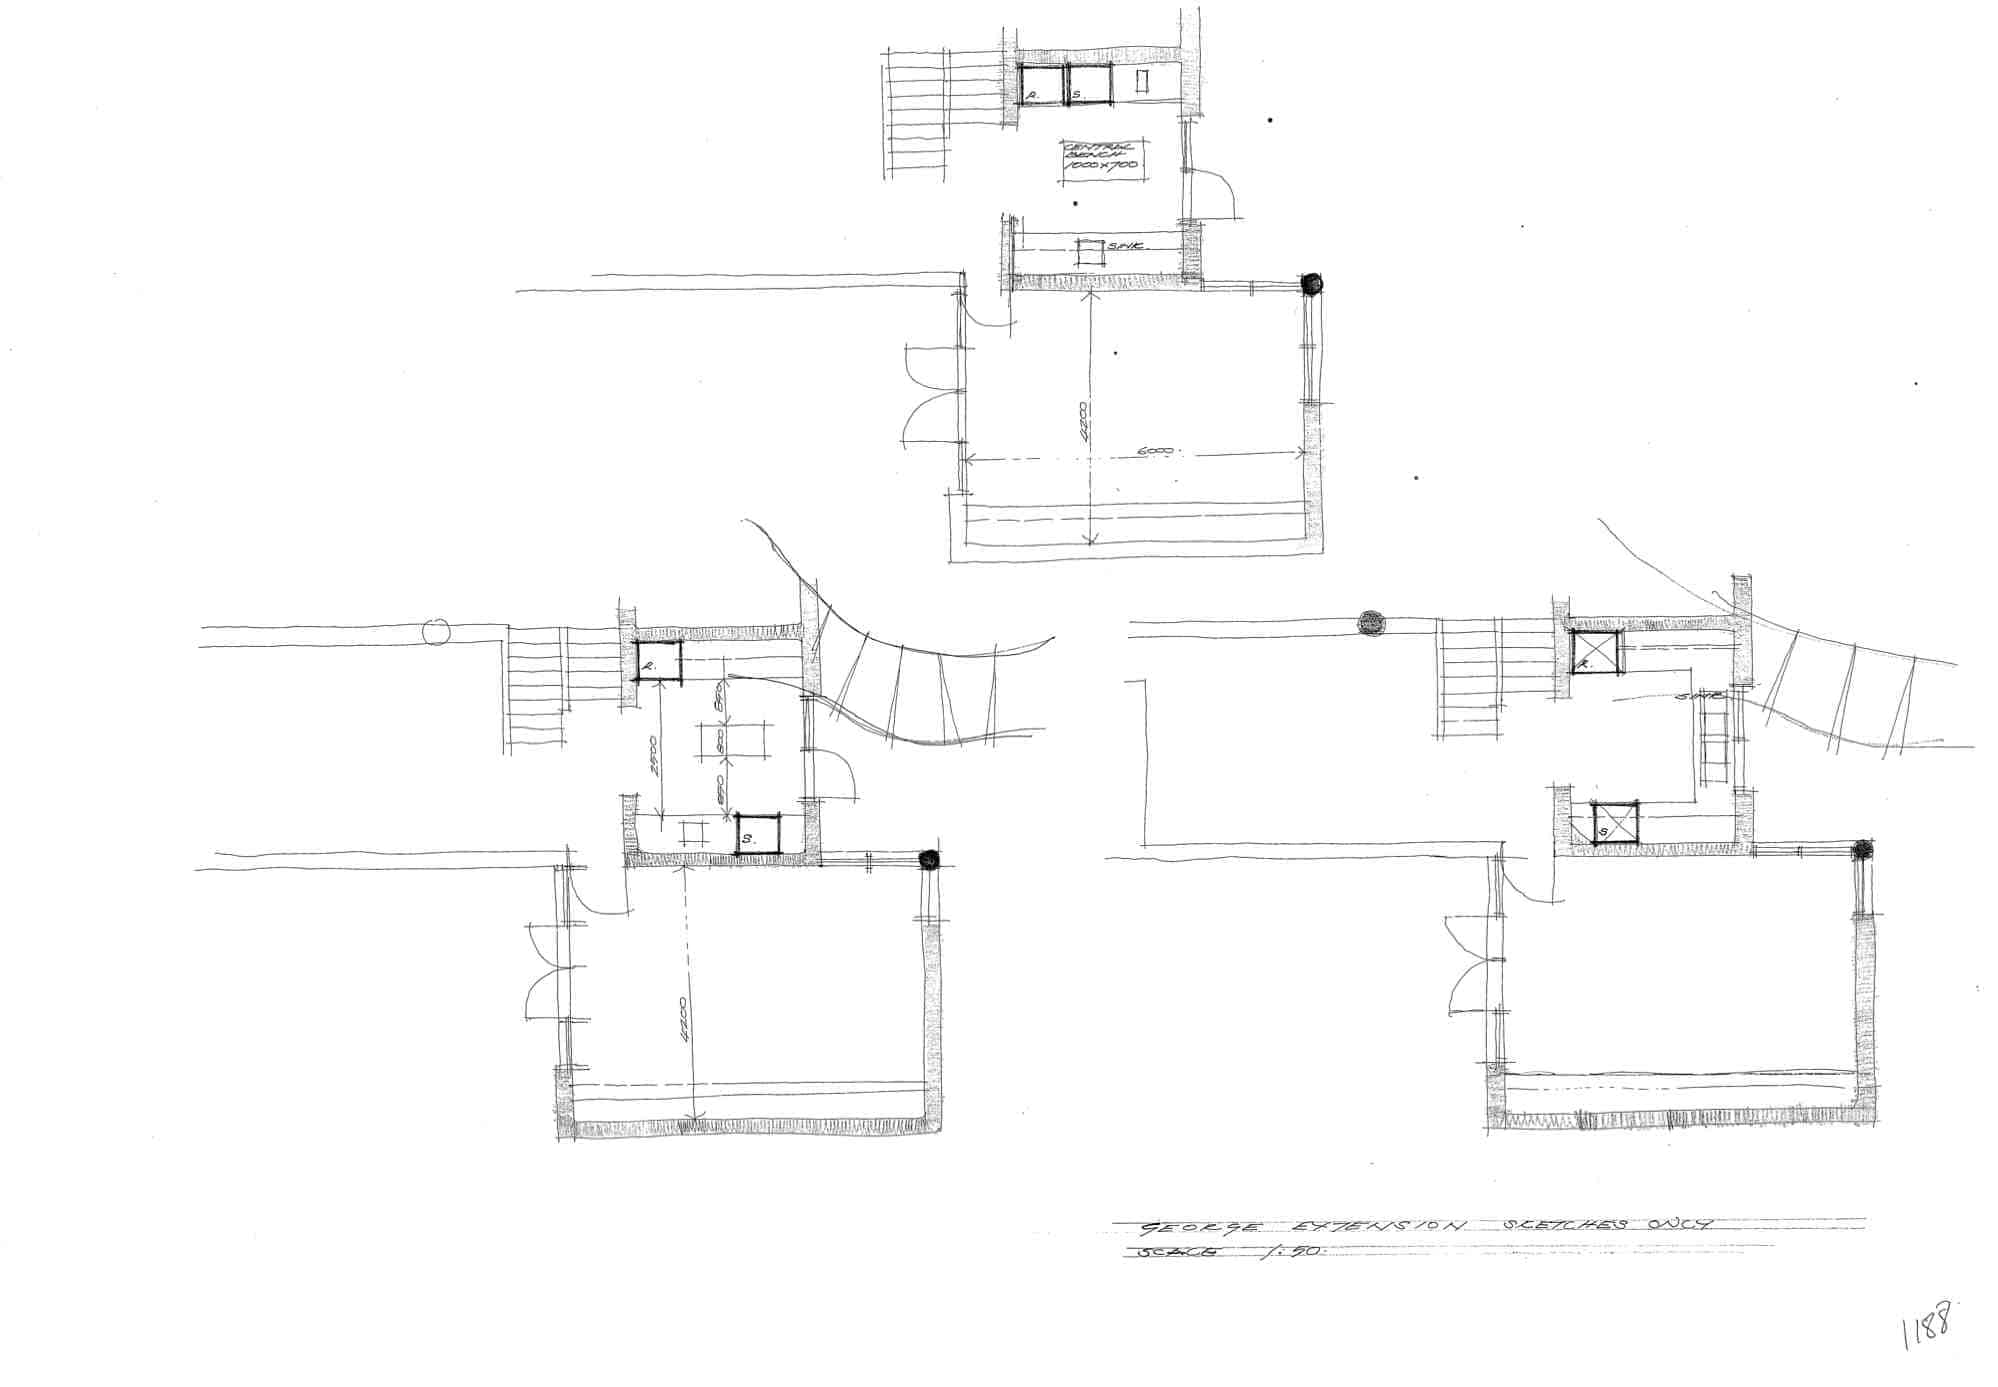 R. S.
CENTRAL
BENCH
1000x700
SINK
4200
6000
R.
850
800
850
2500
S.
4200
R.
SINK
S
GEORGE EXTENSION SKETCHES ONLY
SCALE 1:50
1188